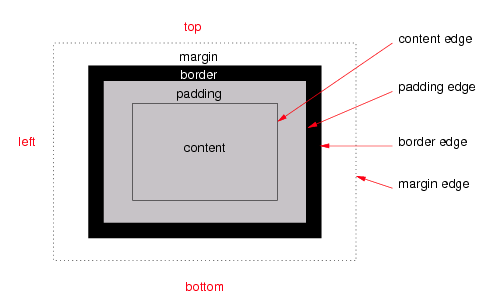 top
content edge
margin
border
padding edge
padding
left
content
border edge
margin edge
bottom